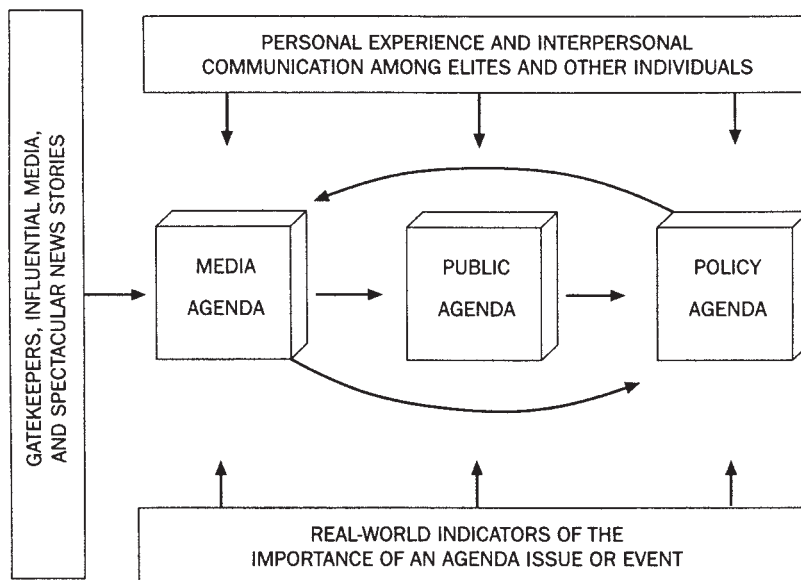 GATEKEEPERS, INFLUENTIAL MEDIA,
AND SPECTACULAR NEWS STORIES
PERSONAL EXPERIENCE AND INTERPERSONAL
COMMUNICATION AMONG ELITES AND OTHER INDIVIDUALS
MEDIA
AGENDA
PUBLIC
AGENDA
POLICY
AGENDA
REAL-WORLD INDICATORS OF THE
IMPORTANCE OF AN AGENDA ISSUE OR EVENT